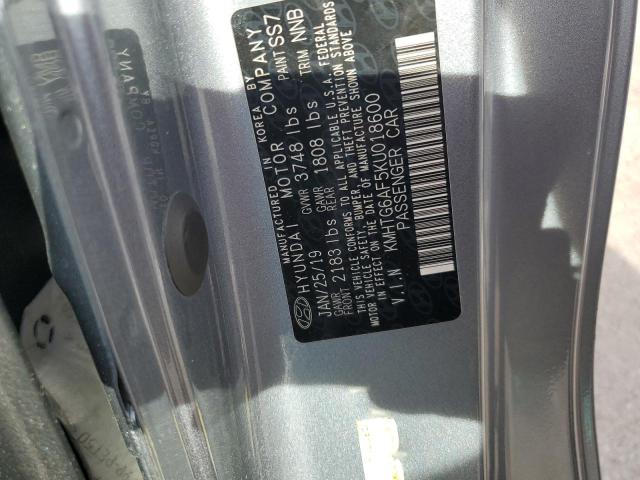 MANUFACTURED IN KOREA BY
HYUNDAI MOTOR COMPANY
JAN/25/19 GVWR 3748 lbs PAINT SS7
GAWR FRONT 2183 lbs GAWR REAR 1808 lbs TRIM NNB
THIS VEHICLE CONFORMS TO ALL APPLICABLE U.S.A. FEDERAL
MOTOR VEHICLE SAFETY, BUMPER, AND THEFT PREVENTION STANDARDS
IN EFFECT ON THE DATE OF MANUFACTURE SHOWN ABOVE
V.I.N KMHTG6AF5KU018600
PASSENGER CAR